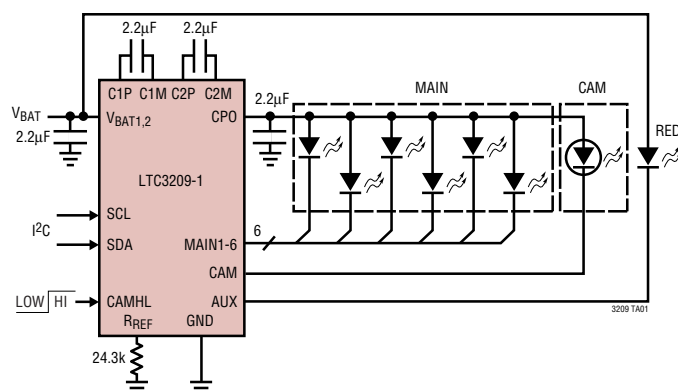 2.2µF 2.2µF
C1P C1M C2P C2M
MAIN CAM
VBAT VBAT1,2 CPO 2.2µF
RED
2.2µF
LTC3209-1
SCL
I2C
SDA MAIN1-6 6
CAM
LOW HI CAMHL AUX
3209 TA01
RREF GND
24.3k